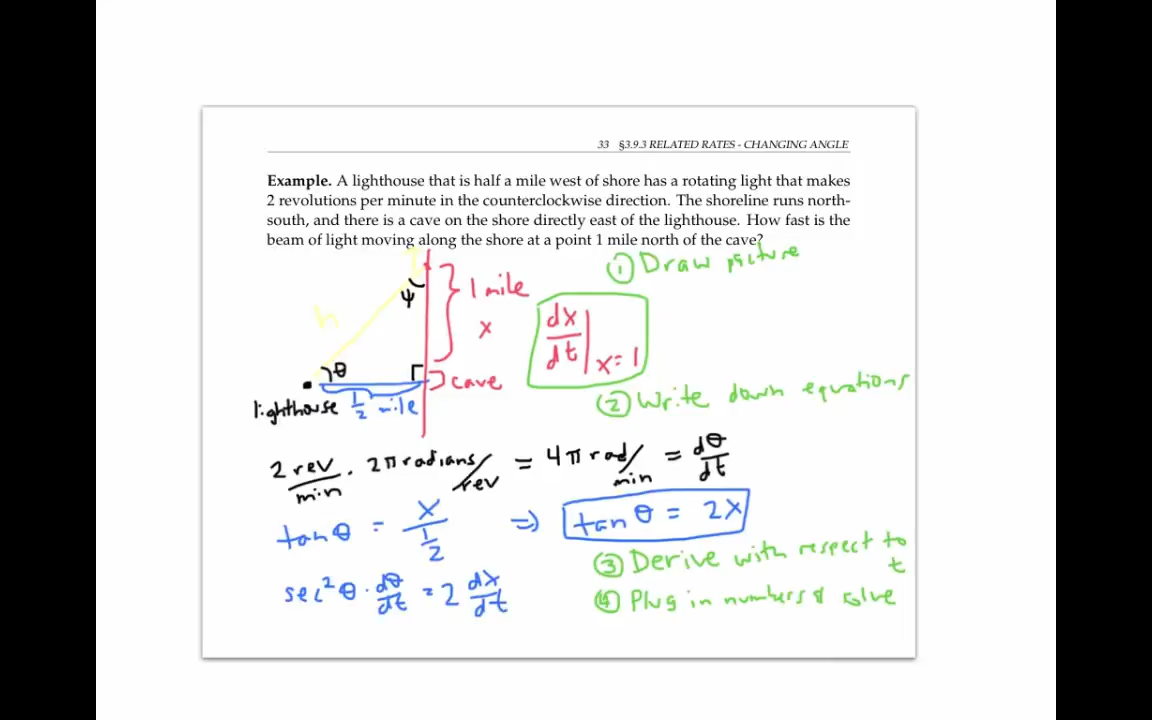 33 §3.9.3 RELATED RATES - CHANGING ANGLE
Example. A lighthouse that is half a mile west of shore has a rotating light that makes
2 revolutions per minute in the counterclockwise direction. The shoreline runs north-
south, and there is a cave on the shore directly east of the lighthouse. How fast is the
beam of light moving along the shore at a point 1 mile north of the cave?
① Draw picture
ψ
1 mile
h
x
dx/dt | x=1
θ
cave
lighthouse 1/2 mile
② Write down equations
2 rev/min · 2π radians/rev = 4π rad/min = dθ/dt
tan θ = x/(1/2) ⇒ tan θ = 2x
③ Derive with respect to
t
sec² θ · dθ/dt = 2 dx/dt
④ Plug in numbers & solve